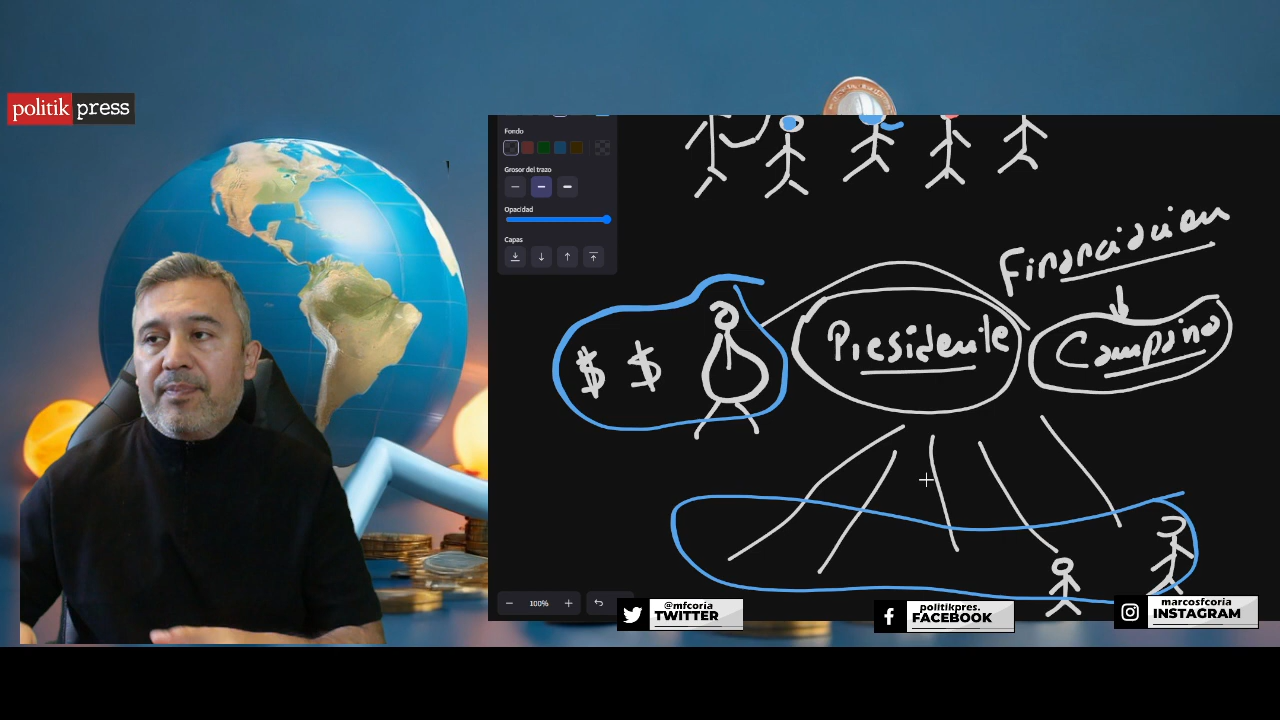 politik press
Fondo
Grosor del trazo
Opacidad
Capas
Financiacion
Presidente
Campaña
$ $
100%
@mfcoria
TWITTER
politikpres.
FACEBOOK
marcosfcoria
INSTAGRAM